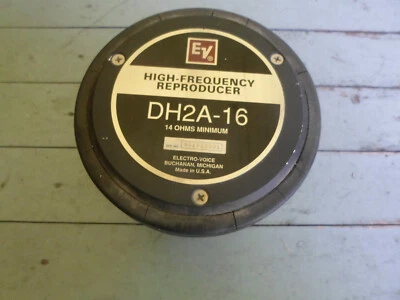 EV®
HIGH-FREQUENCY
REPRODUCER
DH2A-16
14 OHMS MINIMUM
ELECTRO-VOICE
BUCHANAN, MICHIGAN
Made in U.S.A.